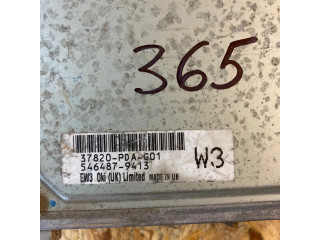 365
37820-PDA-G01
546487-9413
EW3 Oki (UK) Limited MADE IN UK
W3